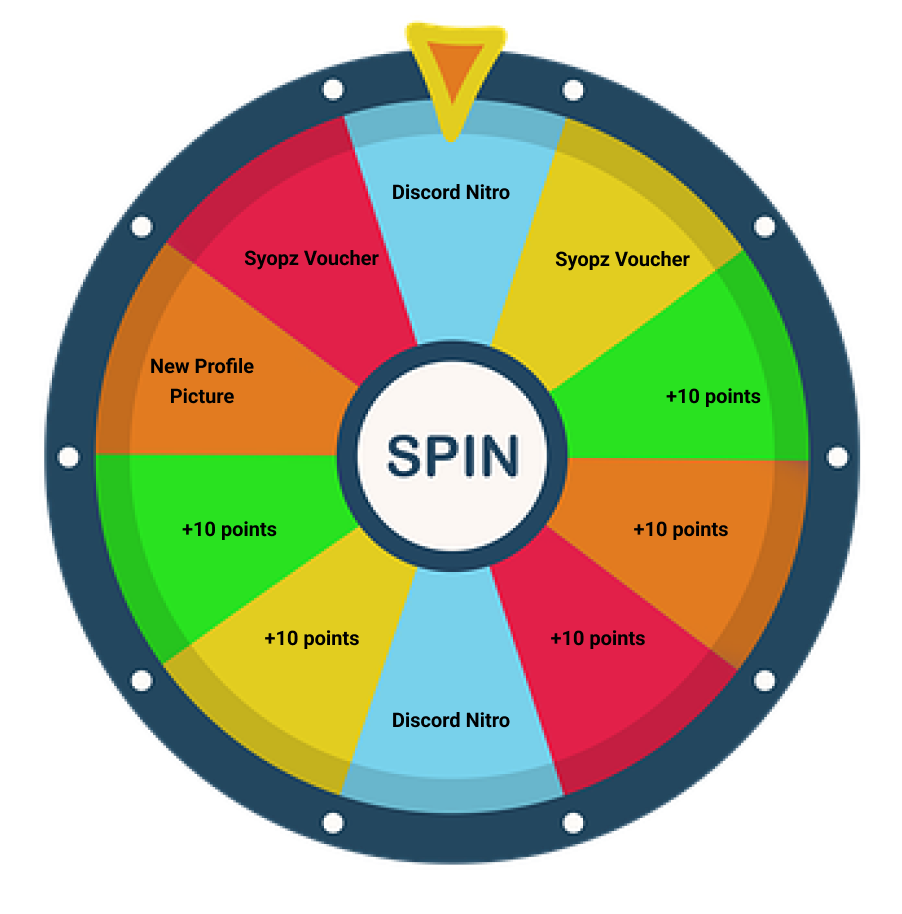 Discord Nitro
Syopz Voucher
Syopz Voucher
New Profile
Picture
+10 points
SPIN
+10 points
+10 points
+10 points
+10 points
Discord Nitro